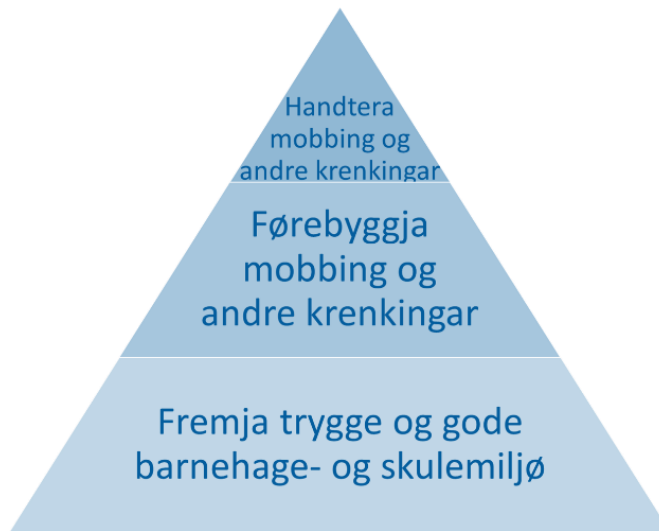 Handtera
mobbing og
andre krenkingar
Førebyggja
mobbing og
andre krenkingar
Fremja trygge og gode
barnehage- og skulemiljø